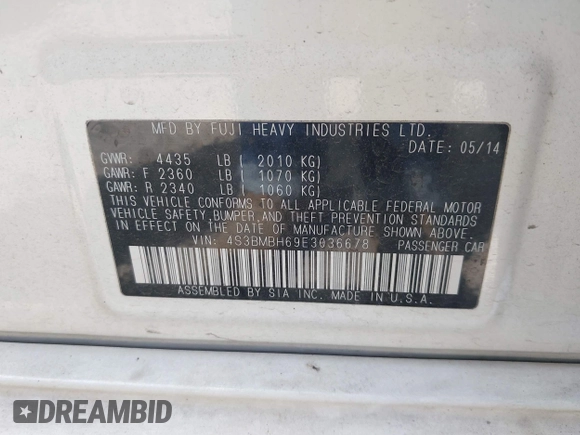 MFD BY FUJI HEAVY INDUSTRIES LTD.
DATE: 05/14
GVWR: 4435 LB ( 2010 KG)
GAWR: F 2360 LB ( 1070 KG)
GAWR: R 2340 LB ( 1060 KG)
THIS VEHICLE CONFORMS TO ALL APPLICABLE FEDERAL MOTOR
VEHICLE SAFETY, BUMPER, AND THEFT PREVENTION STANDARDS
IN EFFECT ON THE DATE OF MANUFACTURE SHOWN ABOVE.
VIN: 4S3BMBH69E3036678 PASSENGER CAR
ASSEMBLED BY SIA INC. MADE IN U.S.A.
DREAMBID